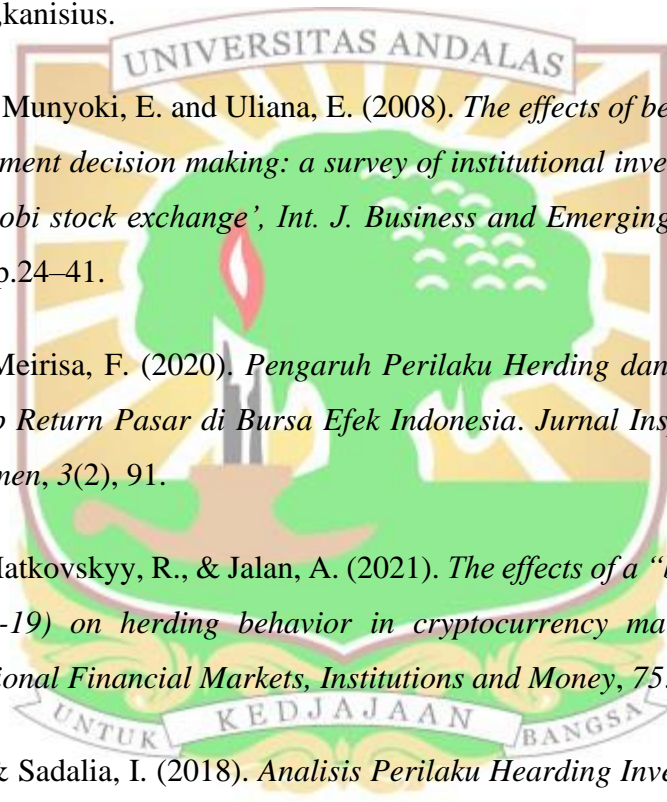 ,kanisius.
UNIVERSITAS ANDALAS
Munyoki, E. and Uliana, E. (2008). The effects of be
ment decision making: a survey of institutional inve
obi stock exchange’, Int. J. Business and Emerging
p.24–41.
Meirisa, F. (2020). Pengaruh Perilaku Herding dan
Return Pasar di Bursa Efek Indonesia. Jurnal Ins
men, 3(2), 91.
Matkovskyy, R., & Jalan, A. (2021). The effects of a “
-19) on herding behavior in cryptocurrency ma
ional Financial Markets, Institutions and Money, 75
UNTUK KEDJAJAAN BANGSA
& Sadalia, I. (2018). Analisis Perilaku Hearding Inve